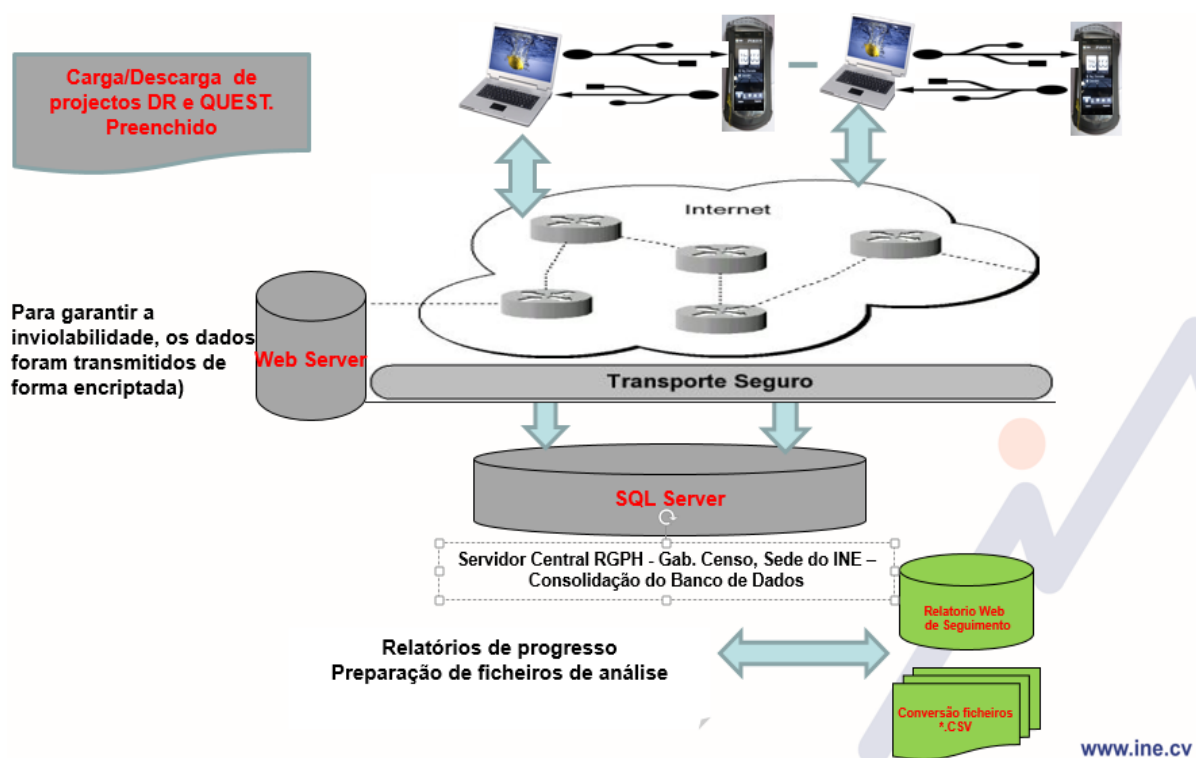 Carga/Descarga de
projectos DR e QUEST.
Preenchido
Internet
Para garantir a
inviolabilidade, os dados
foram transmitidos de
forma encriptada)
Web Server
Transporte Seguro
SQL Server
Servidor Central RGPH - Gab. Censo, Sede do INE –
Consolidação do Banco de Dados
Relatorio Web
de Seguimento
Relatórios de progresso
Preparação de ficheiros de análise
Conversão ficheiros
*.CSV
www.ine.cv